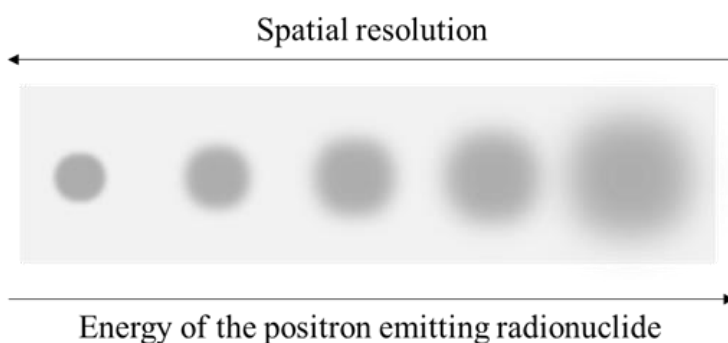 Spatial resolution
Energy of the positron emitting radionuclide